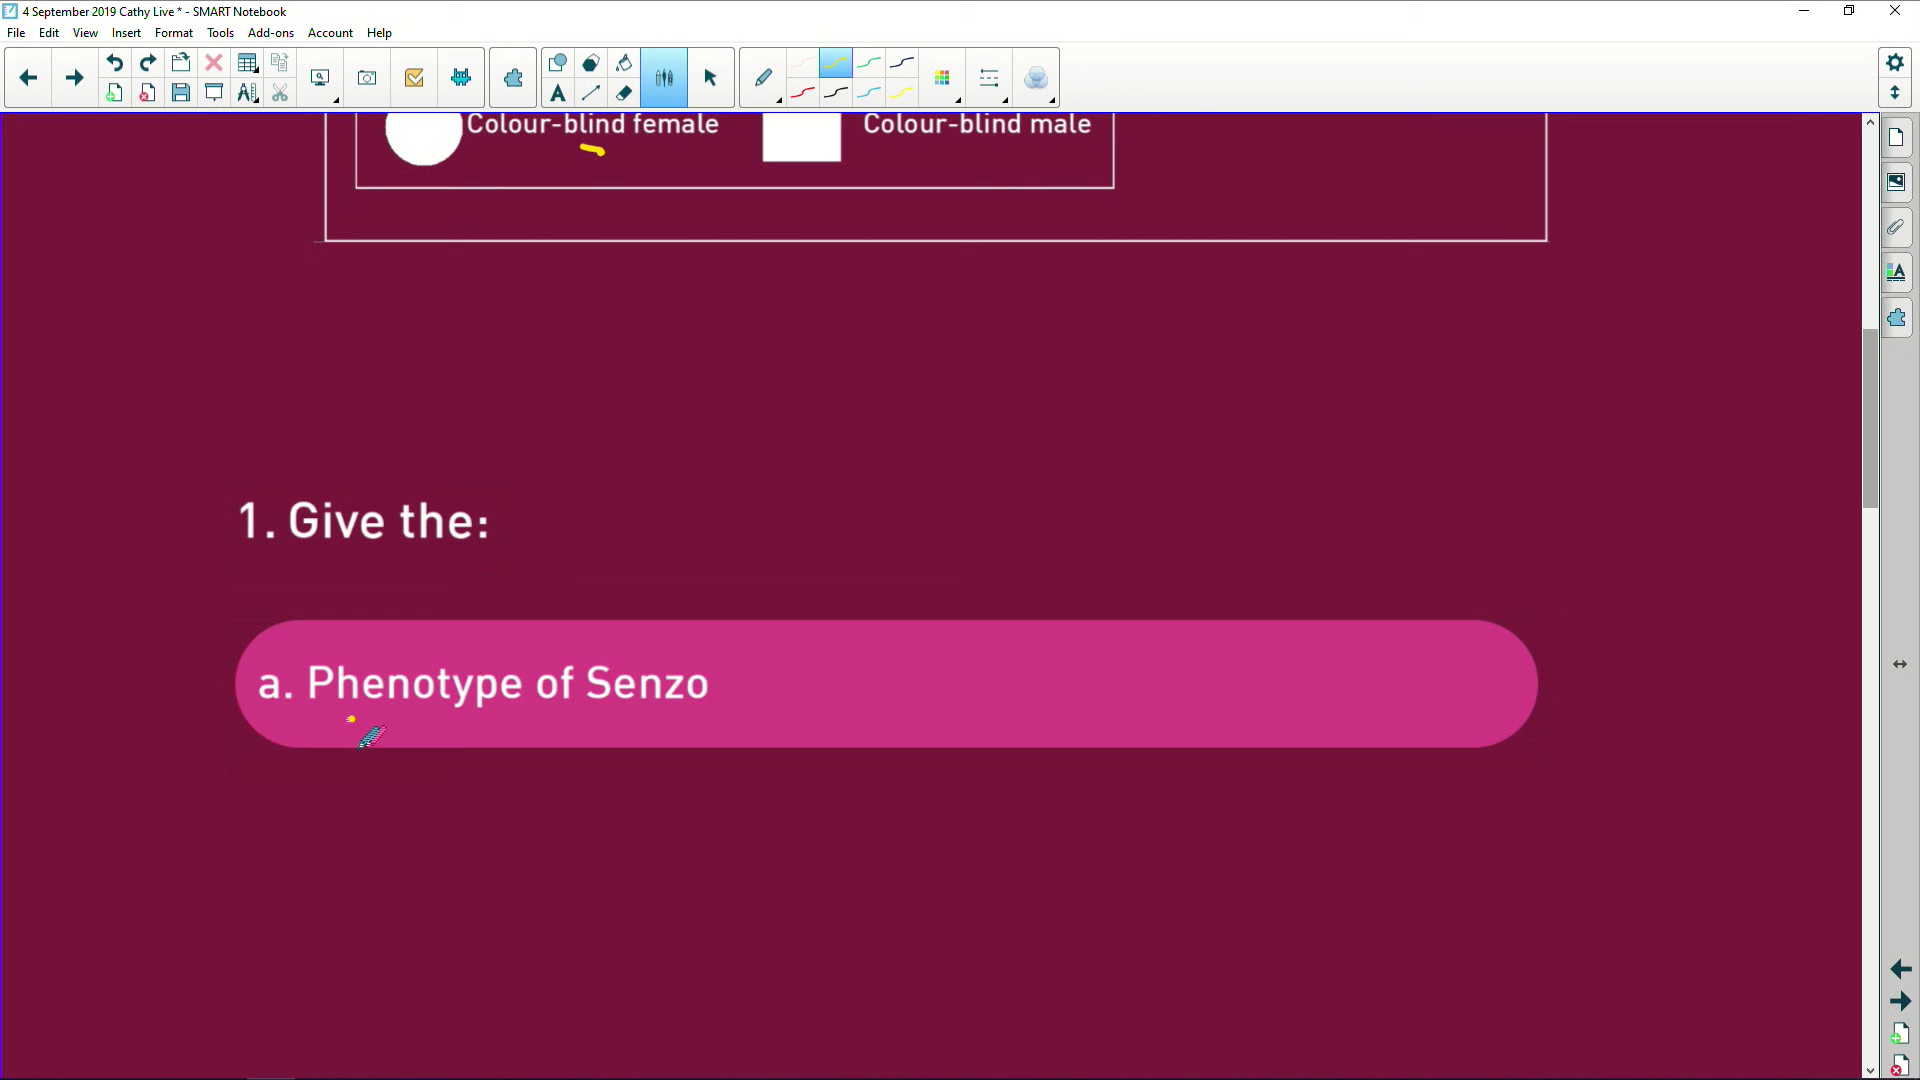 4 September 2019 Cathy Live * - SMART Notebook
File Edit View Insert Format Tools Add-ons Account Help
Colour-blind female Colour-blind male
1. Give the:
a. Phenotype of Senzo